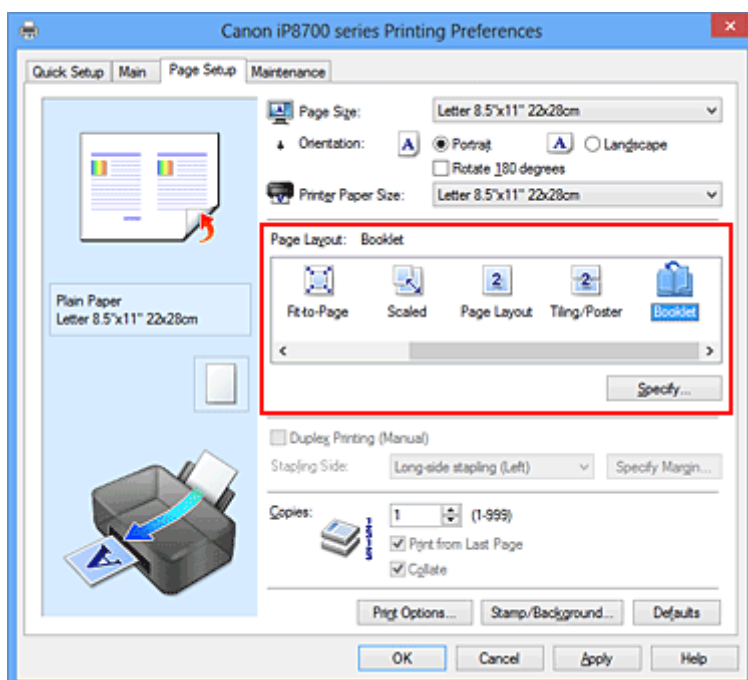 Canon iP8700 series Printing Preferences
Quick Setup Main Page Setup Maintenance
Page Size: Letter 8.5"x11" 22x28cm
Orientation: A Portrait A Landscape
Rotate 180 degrees
Printer Paper Size: Letter 8.5"x11" 22x28cm
Page Layout: Booklet
2 2
Fit-to-Page Scaled Page Layout Tiling/Poster Booklet
Specify...
Plain Paper
Letter 8.5"x11" 22x28cm
Duplex Printing (Manual)
Stapling Side: Long-side stapling (Left) Specify Margin...
Copies: 1 (1-999)
Print from Last Page
Collate
A
Print Options... Stamp/Background... Defaults
OK Cancel Apply Help